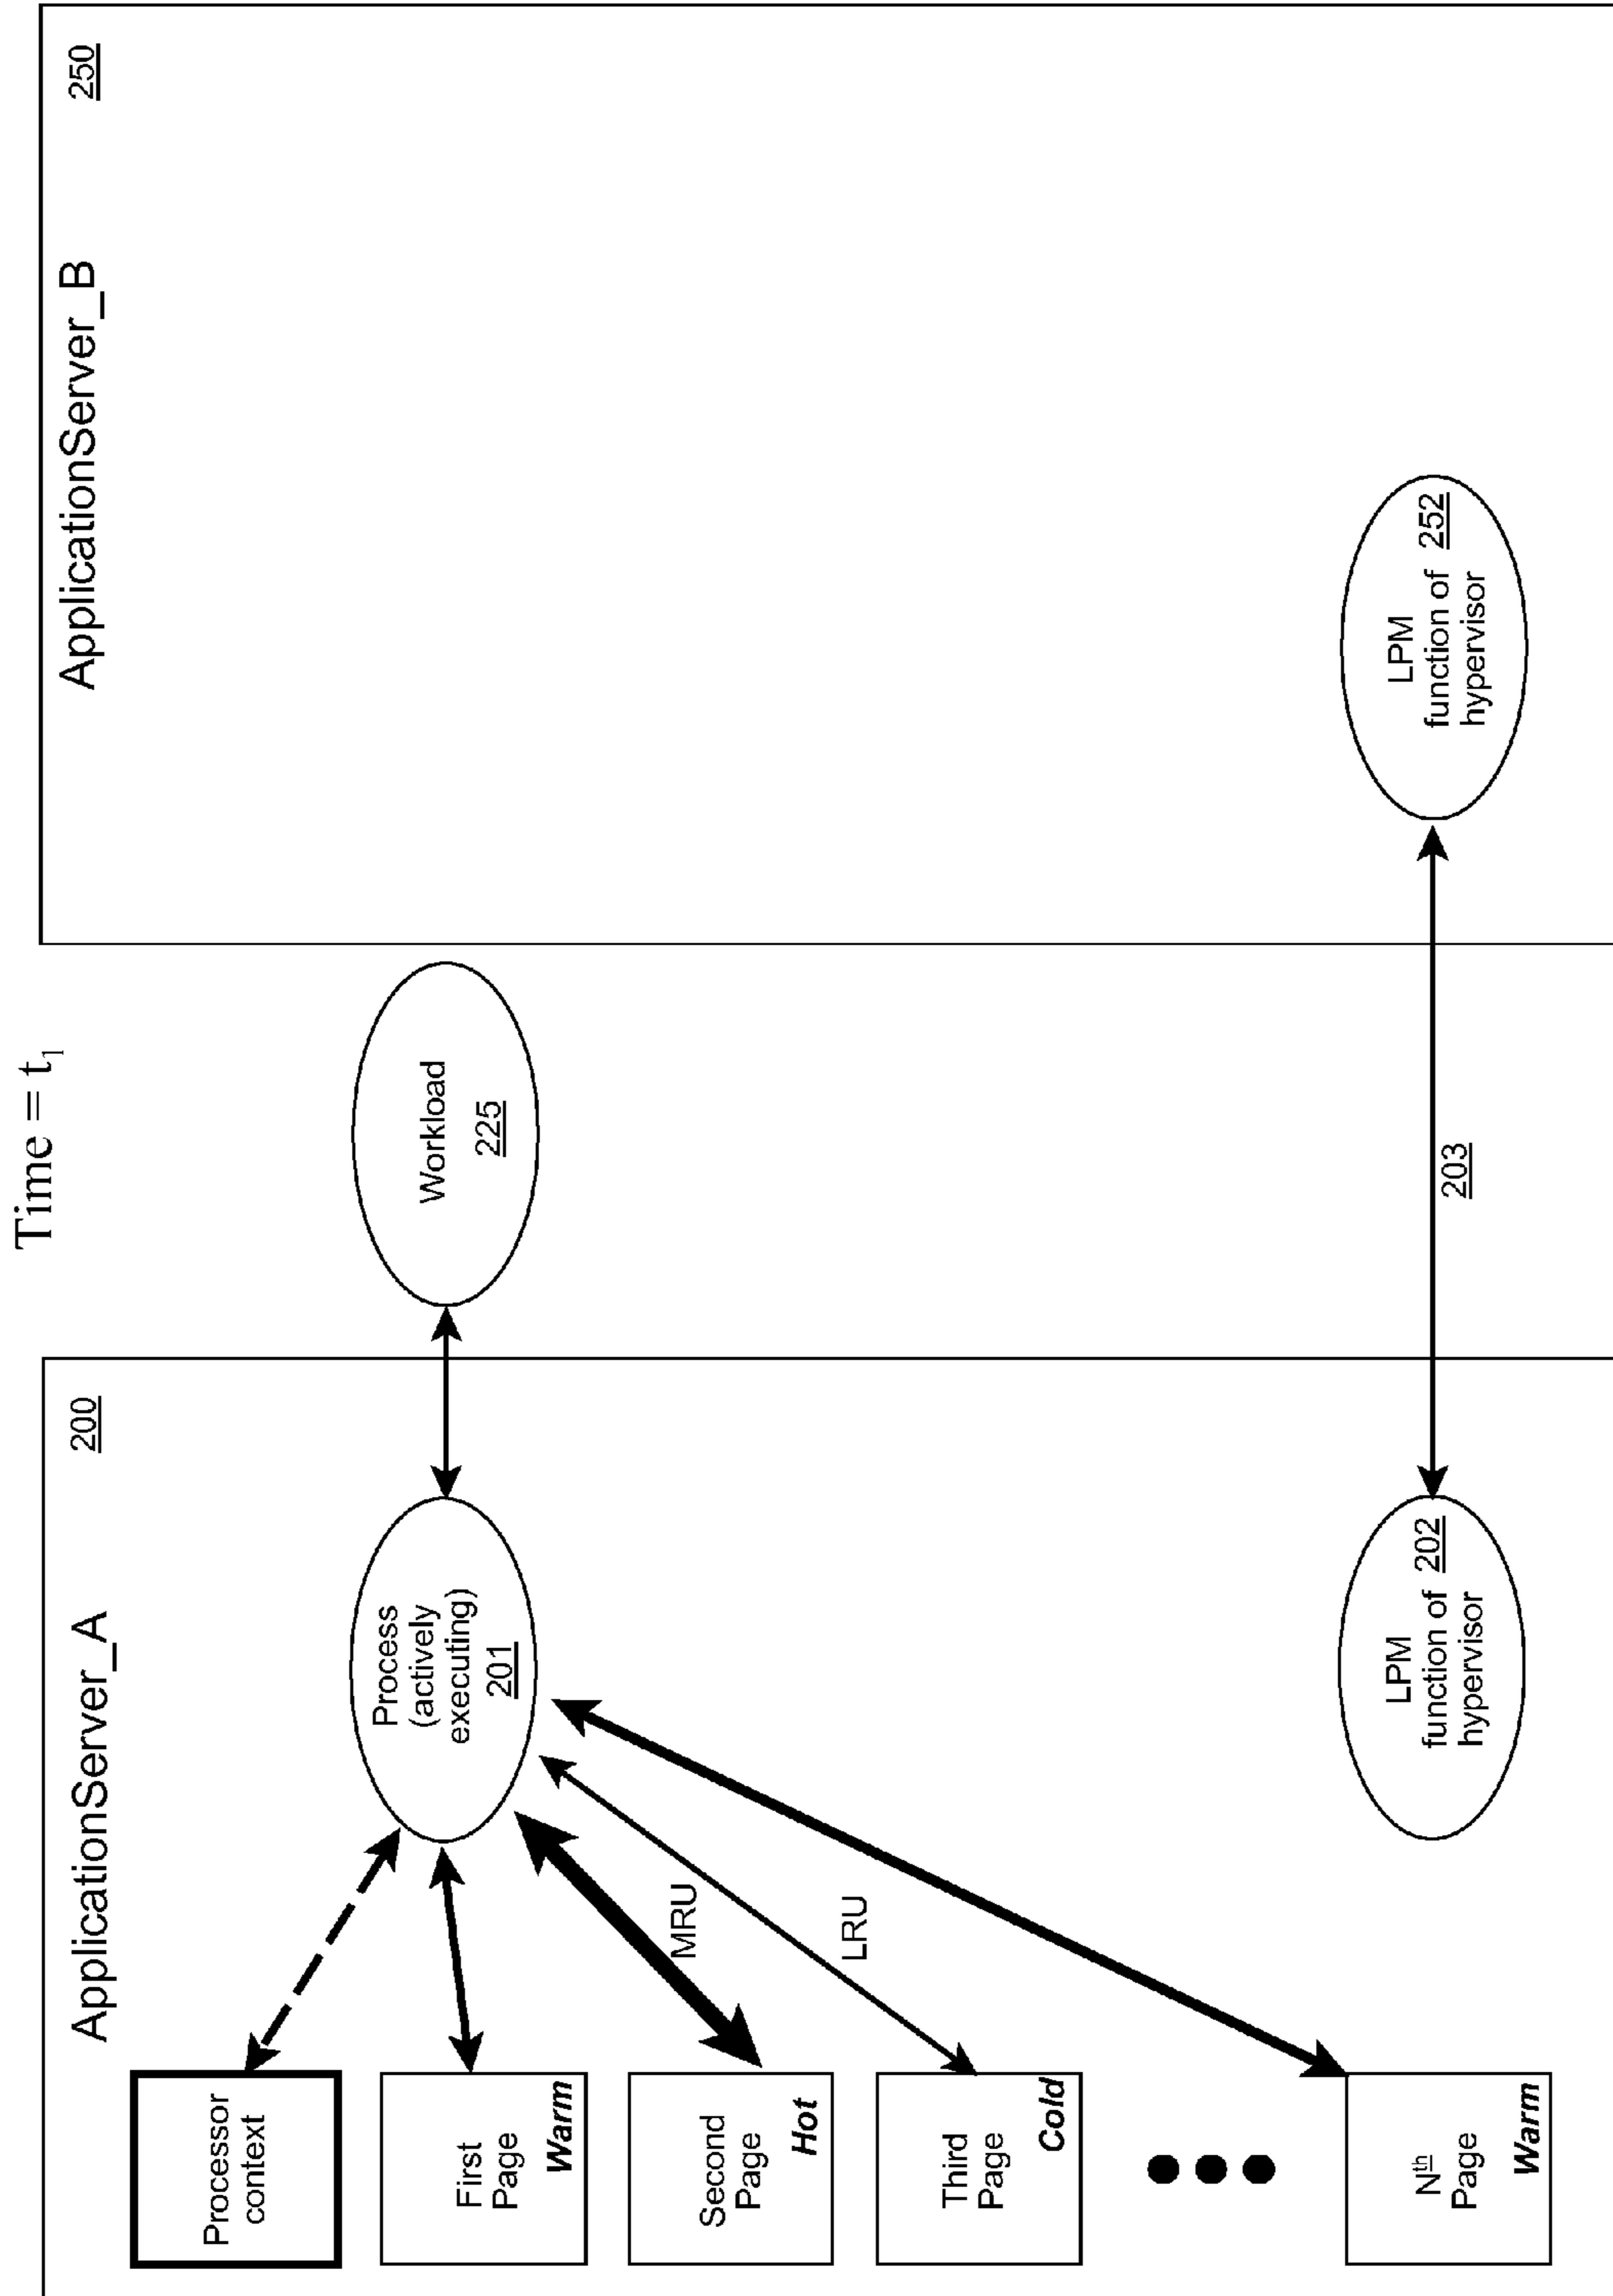 Time = t1
ApplicationServer_A
200
ApplicationServer_B
250
Processor
context
First
Page
Warm
Second
Page
Hot
Third
Page
Cold
Nth
Page
Warm
MRU
LRU
Process
(actively
executing)
201
Workload
225
LPM
function of 202
hypervisor
203
LPM
function of 252
hypervisor